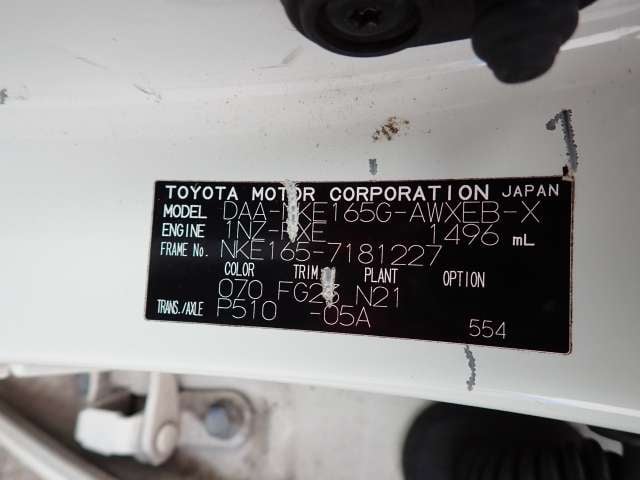 TOYOTA MOTOR CORPORATION JAPAN
MODEL DAA-NKE165G-AWXEB-X
ENGINE 1NZ-FXE 1496 mL
FRAME No. NKE165-7181227
COLOR TRIM PLANT OPTION
070 FG23 N21
TRANS./AXLE P510 -05A
554